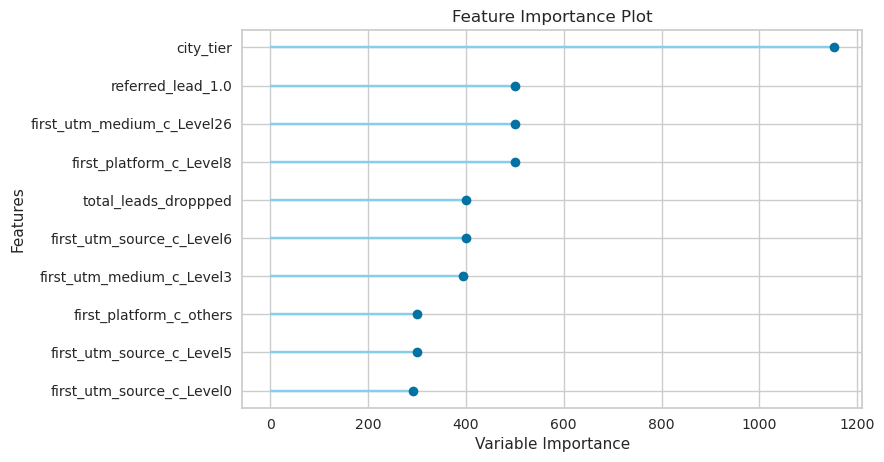 Feature Importance Plot
city_tier
referred_lead_1.0
first_utm_medium_c_Level26
first_platform_c_Level8
total_leads_droppped
first_utm_source_c_Level6
first_utm_medium_c_Level3
first_platform_c_others
first_utm_source_c_Level5
first_utm_source_c_Level0
Features
0 200 400 600 800 1000 1200
Variable Importance